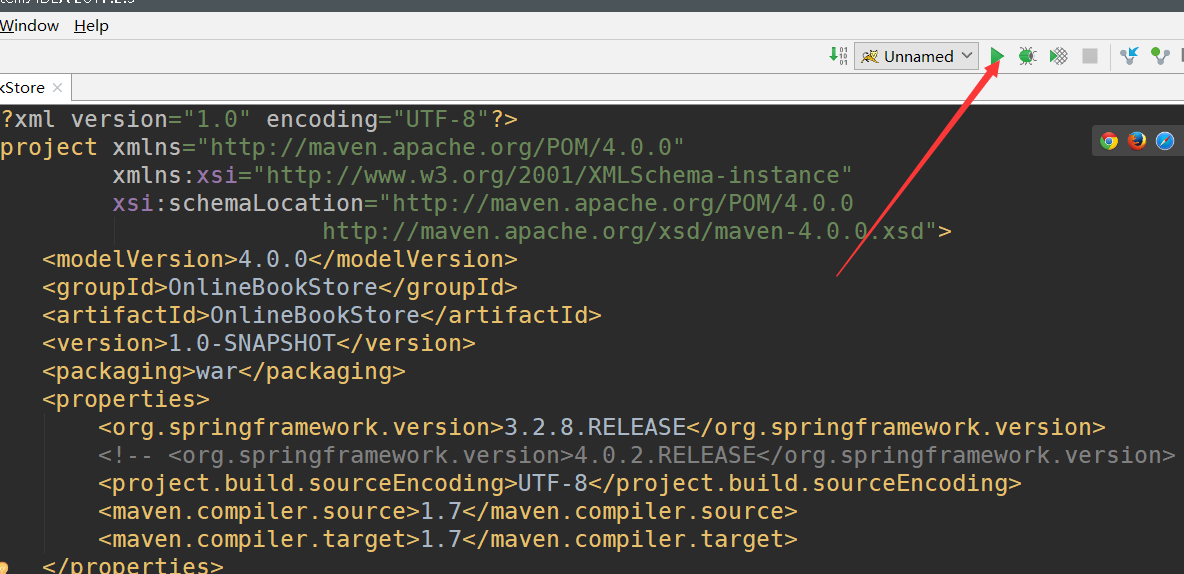 Window Help
Unnamed
kStore
?xml version="1.0" encoding="UTF-8"?>
project xmlns="http://maven.apache.org/POM/4.0.0"
xmlns:xsi="http://www.w3.org/2001/XMLSchema-instance"
xsi:schemaLocation="http://maven.apache.org/POM/4.0.0
http://maven.apache.org/xsd/maven-4.0.0.xsd">
<modelVersion>4.0.0</modelVersion>
<groupId>OnlineBookStore</groupId>
<artifactId>OnlineBookStore</artifactId>
<version>1.0-SNAPSHOT</version>
<packaging>war</packaging>
<properties>
<org.springframework.version>3.2.8.RELEASE</org.springframework.version>
<!-- <org.springframework.version>4.0.2.RELEASE</org.springframework.version>
<project.build.sourceEncoding>UTF-8</project.build.sourceEncoding>
<maven.compiler.source>1.7</maven.compiler.source>
<maven.compiler.target>1.7</maven.compiler.target>
</properties>